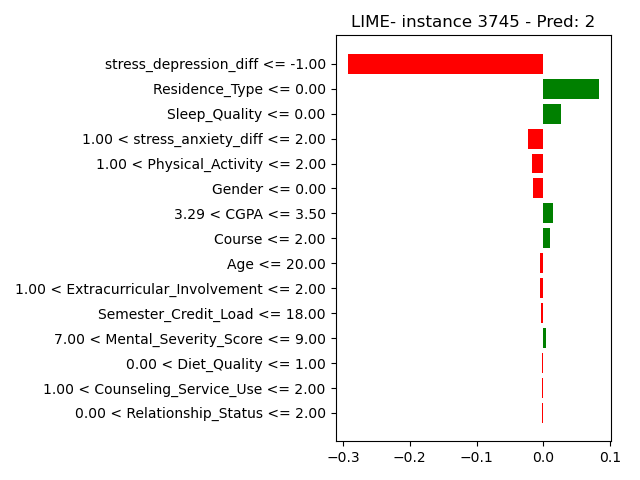 LIME- instance 3745 - Pred: 2
stress_depression_diff <= -1.00
Residence_Type <= 0.00
Sleep_Quality <= 0.00
1.00 < stress_anxiety_diff <= 2.00
1.00 < Physical_Activity <= 2.00
Gender <= 0.00
3.29 < CGPA <= 3.50
Course <= 2.00
Age <= 20.00
1.00 < Extracurricular_Involvement <= 2.00
Semester_Credit_Load <= 18.00
7.00 < Mental_Severity_Score <= 9.00
0.00 < Diet_Quality <= 1.00
1.00 < Counseling_Service_Use <= 2.00
0.00 < Relationship_Status <= 2.00
−0.3 −0.2 −0.1 0.0 0.1